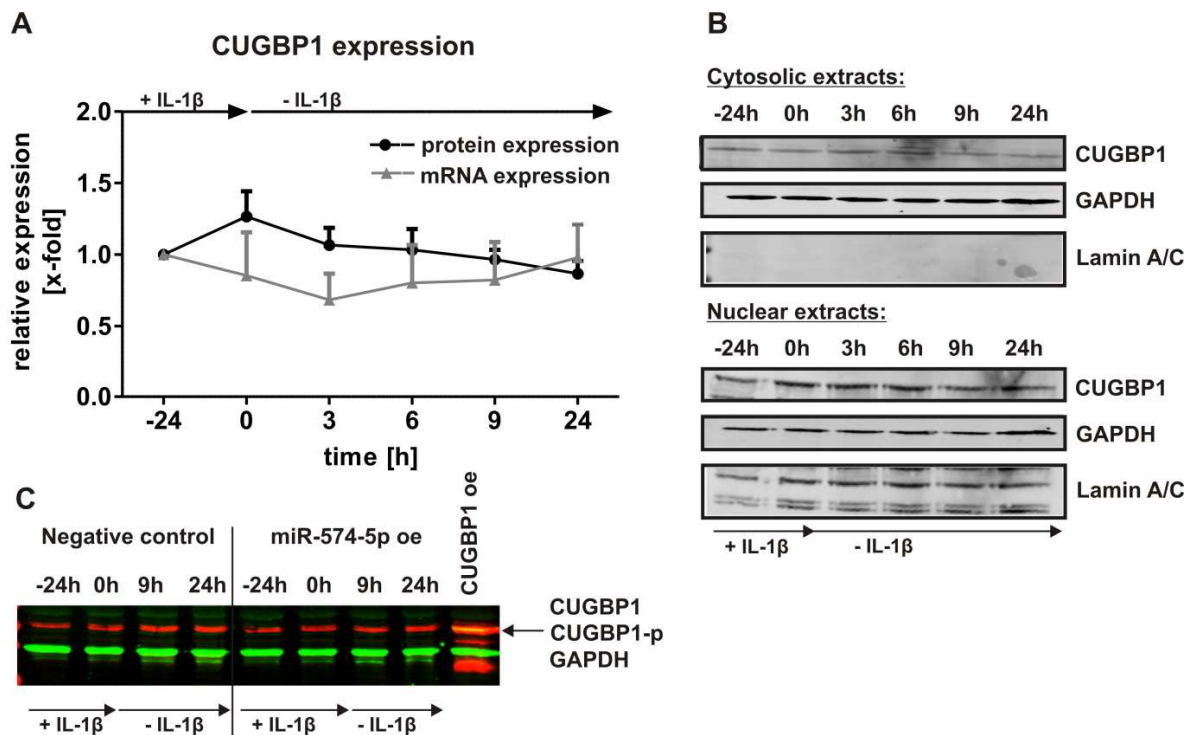 A
CUGBP1 expression
+ IL-1β
- IL-1β
protein expression
mRNA expression
relative expression
[x-fold]
2.0
1.5
1.0
0.5
0.0
-24 0 3 6 9 24
time [h]
B
Cytosolic extracts:
-24h 0h 3h 6h 9h 24h
CUGBP1
GAPDH
Lamin A/C
Nuclear extracts:
-24h 0h 3h 6h 9h 24h
CUGBP1
GAPDH
Lamin A/C
+ IL-1β - IL-1β
C
Negative control miR-574-5p oe
CUGBP1 oe
-24h 0h 9h 24h -24h 0h 9h 24h
CUGBP1
CUGBP1-p
GAPDH
+ IL-1β - IL-1β + IL-1β - IL-1β